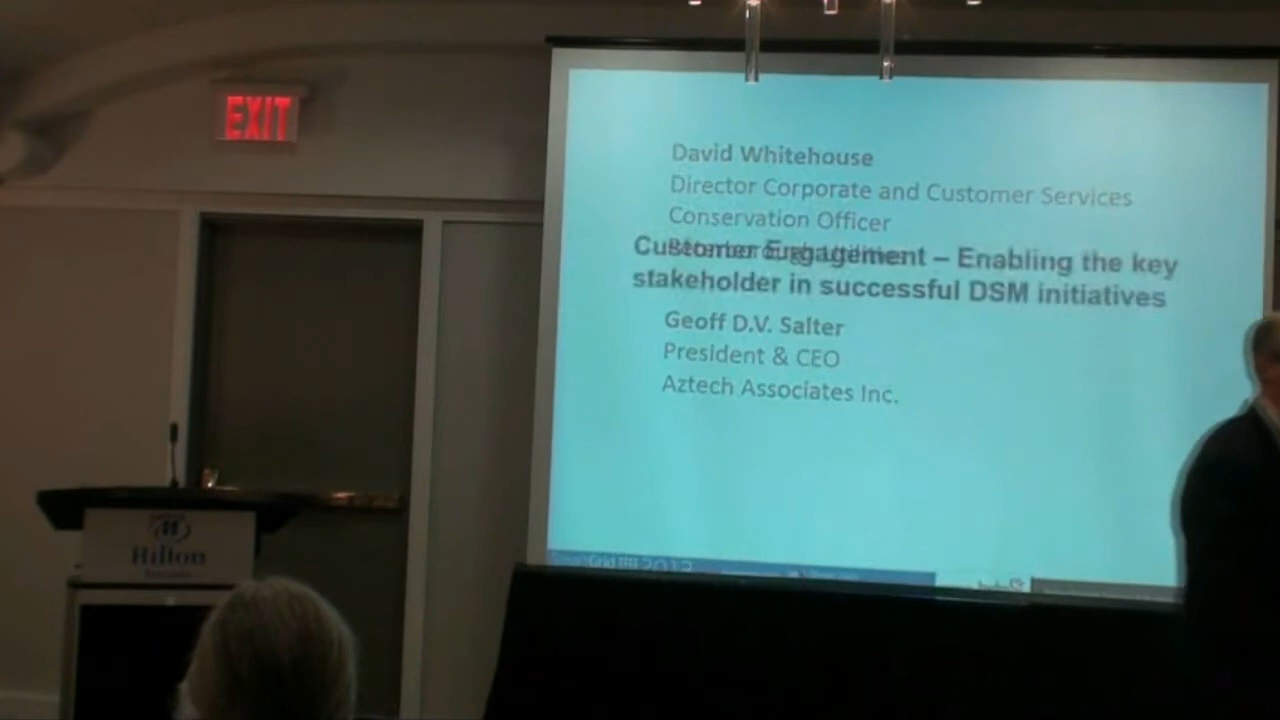 EXIT
David Whitehouse
Director Corporate and Customer Services
Conservation Officer
Customer Engagement – Enabling the key
stakeholder in successful DSM initiatives
Geoff D.V. Salter
President & CEO
Aztech Associates Inc.
Hilton
2012